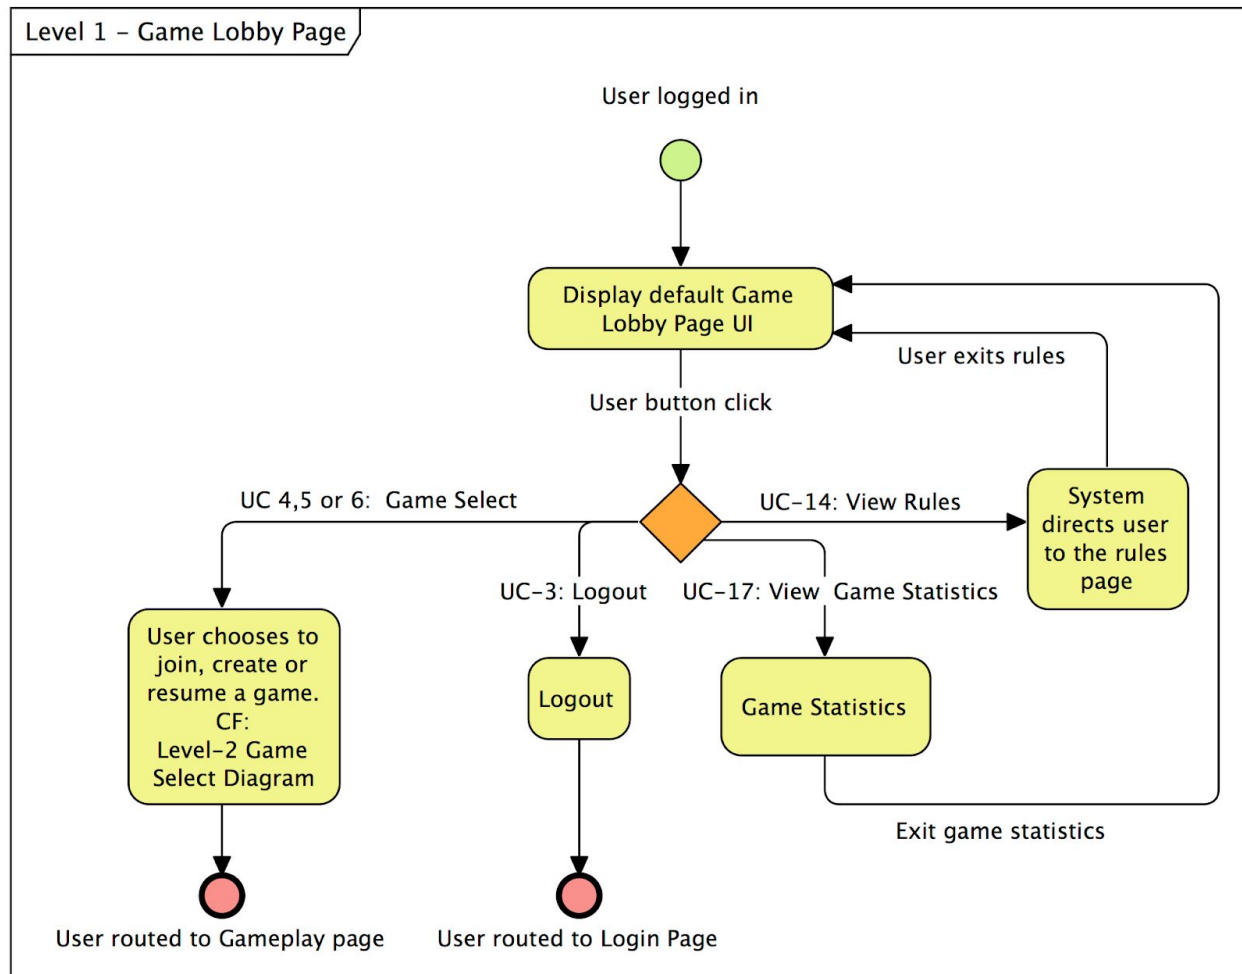 Level 1 - Game Lobby Page
User logged in
Display default Game
Lobby Page UI
User exits rules
User button click
UC 4,5 or 6:  Game Select
UC-14: View Rules
System
directs user
to the rules
page
UC-3: Logout
UC-17: View  Game Statistics
User chooses to
join, create or
resume a game.
CF:
Level-2 Game
Select Diagram
Logout
Game Statistics
Exit game statistics
User routed to Gameplay page
User routed to Login Page